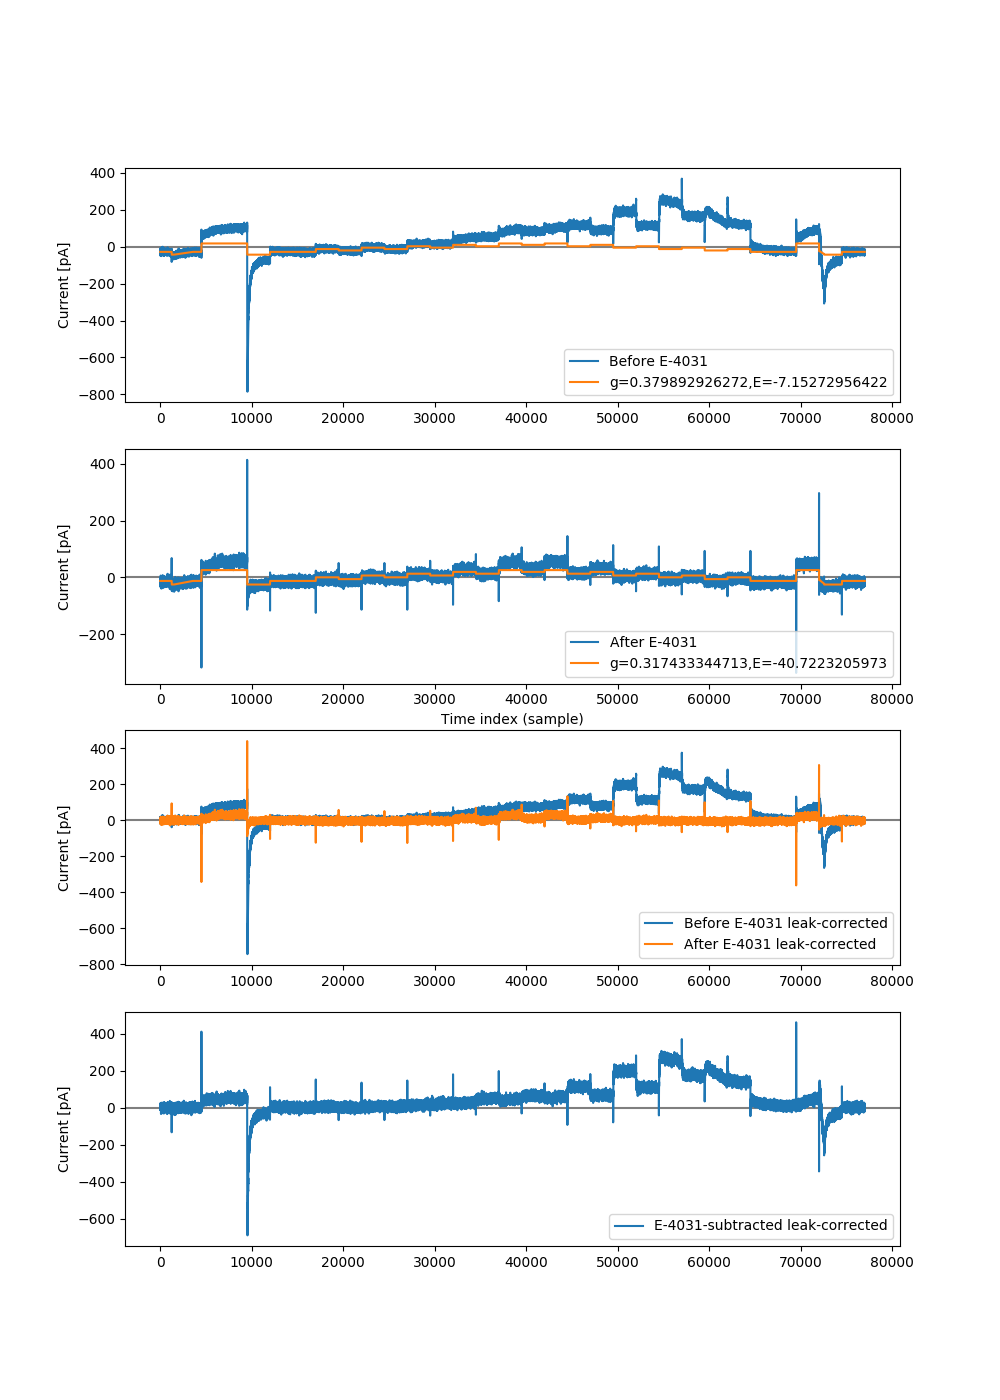 400
200
0
−200
−400
−600
−800
Current [pA]
Before E-4031
g=0.379892926272,E=-7.15272956422
0 10000 20000 30000 40000 50000 60000 70000 80000
400
200
0
−200
Current [pA]
After E-4031
g=0.317433344713,E=-40.7223205973
0 10000 20000 30000 40000 50000 60000 70000 80000
Time index (sample)
400
200
0
−200
−400
−600
−800
Current [pA]
Before E-4031 leak-corrected
After E-4031 leak-corrected
0 10000 20000 30000 40000 50000 60000 70000 80000
400
200
0
−200
−400
−600
Current [pA]
E-4031-subtracted leak-corrected
0 10000 20000 30000 40000 50000 60000 70000 80000